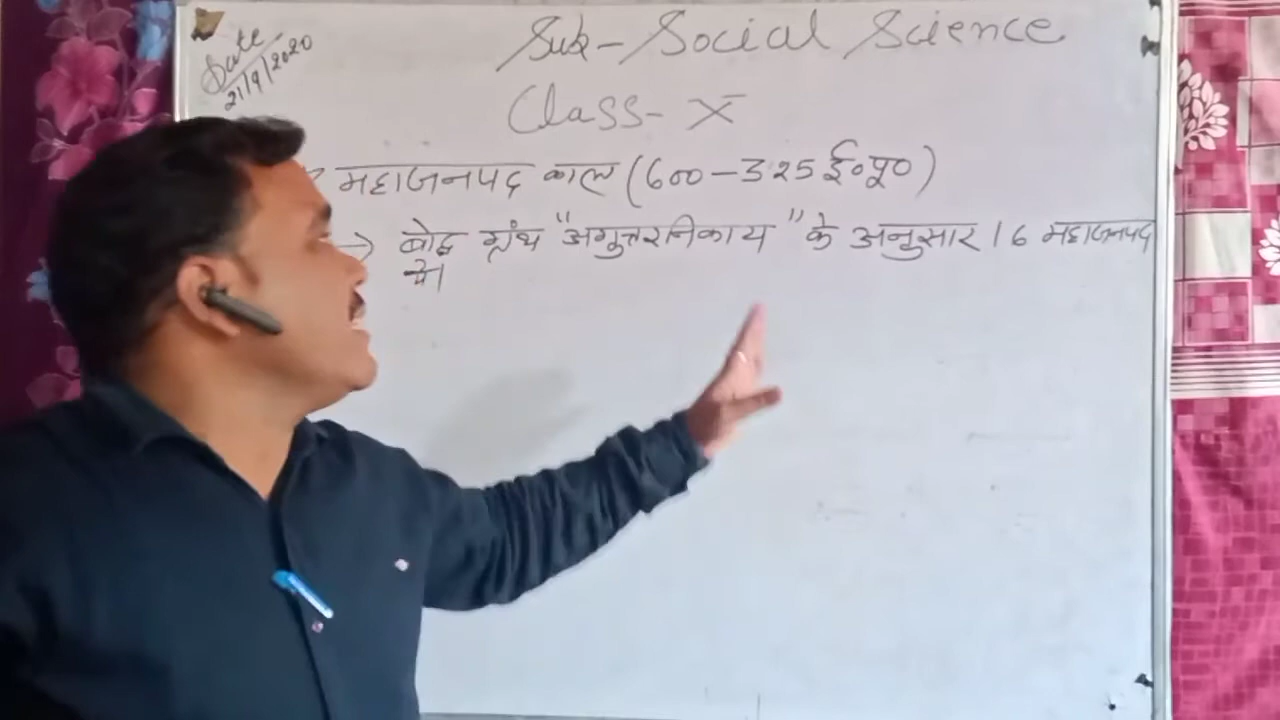 Date
21/9/2020
Sub - Social Science
Class - X
महाजनपद काल (600-325 ई०पू०)
→ बोद्ध ग्रंथ "अगुत्तरनिकाय" के अनुसार 16 महाजनपद
थे।